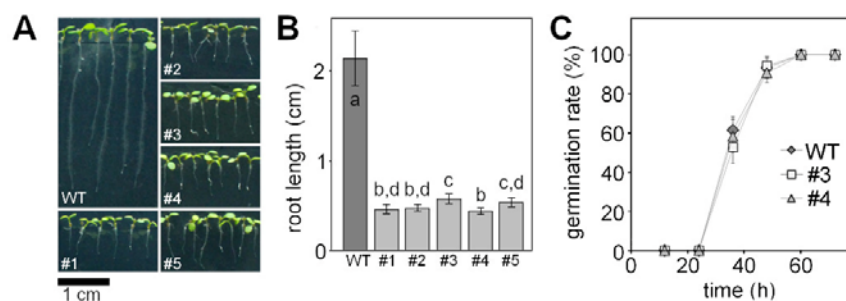 A
WT
#1
#2
#3
#4
#5
1 cm
B
root length (cm)
2
1
0
a
b,d
b,d
c
b
c,d
WT #1 #2 #3 #4 #5
C
germination rate (%)
100
80
60
40
20
0
WT
#3
#4
0 20 40 60
time (h)